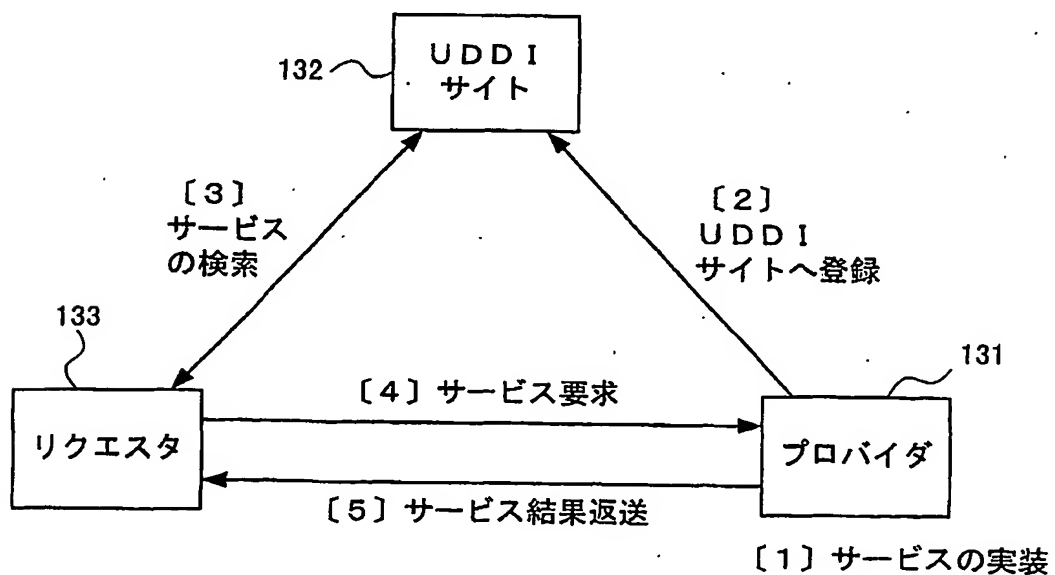 132
UDDI
サイト
〔3〕
サービス
の検索
〔2〕
UDDI
サイトへ登録
133
131
リクエスタ
〔4〕サービス要求
プロバイダ
〔5〕サービス結果返送
〔1〕サービスの実装